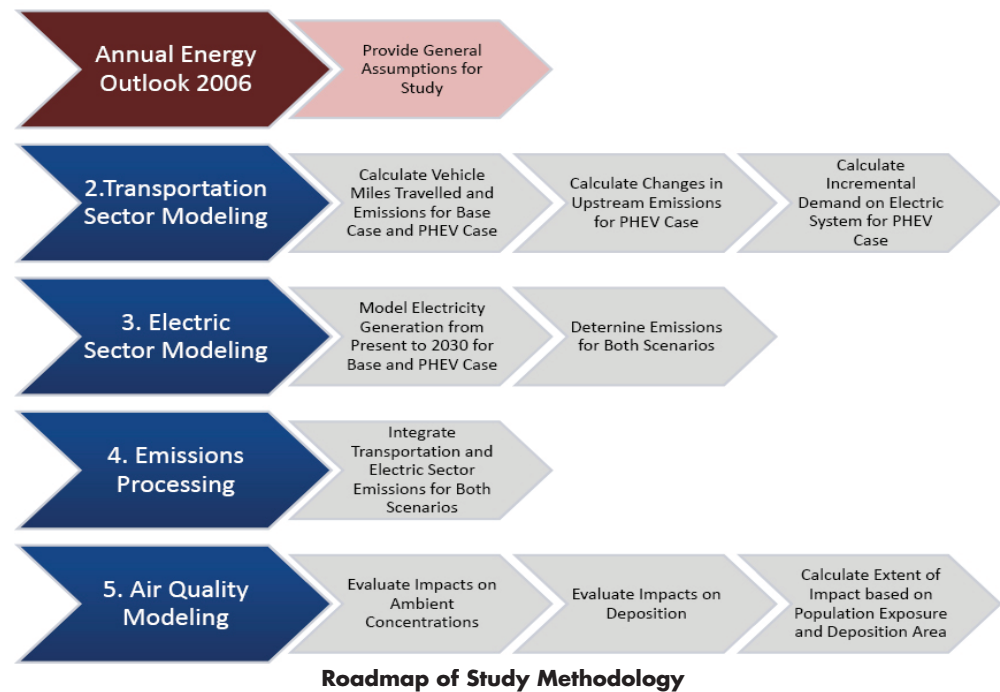 Annual Energy
Outlook 2006
Provide General
Assumptions for
Study
2.Transportation
Sector Modeling
Calculate Vehicle
Miles Travelled and
Emissions for Base
Case and PHEV Case
Calculate Changes in
Upstream Emissions
for PHEV Case
Calculate
Incremental
Demand on Electric
System for PHEV
Case
3. Electric
Sector Modeling
Model Electricity
Generation from
Present to 2030 for
Base and PHEV Case
Deternine Emissions
for Both Scenarios
4. Emissions
Processing
Integrate
Transportation and
Electric Sector
Emissions for Both
Scenarios
5. Air Quality
Modeling
Evaluate Impacts on
Ambient
Concentrations
Evaluate Impacts on
Deposition
Calculate Extent of
Impact based on
Population Exposure
and Deposition Area
Roadmap of Study Methodology